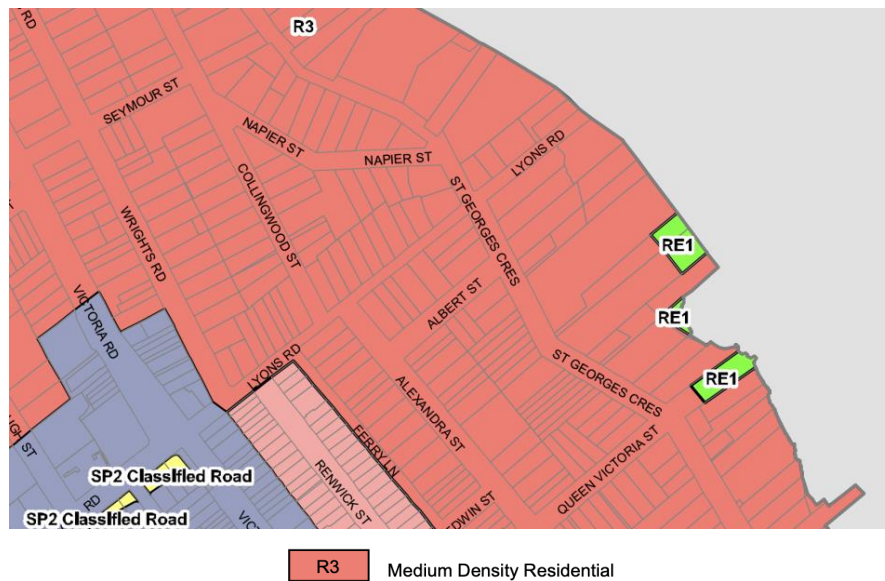 RD
R3
SEYMOUR ST
NAPIER ST
NAPIER ST
LYONS RD
COLLINGWOOD ST
ST GEORGES CRES
WRIGHTS RD
RE1
VICTORIA RD
ALBERT ST
RE1
LYONS RD
ST GEORGES CRES
RE1
ALEXANDRA ST
FERRY LN
QUEEN VICTORIA ST
RENWICK ST
SP2 Classified Road
RD
SP2 Classified Road
R3 Medium Density Residential